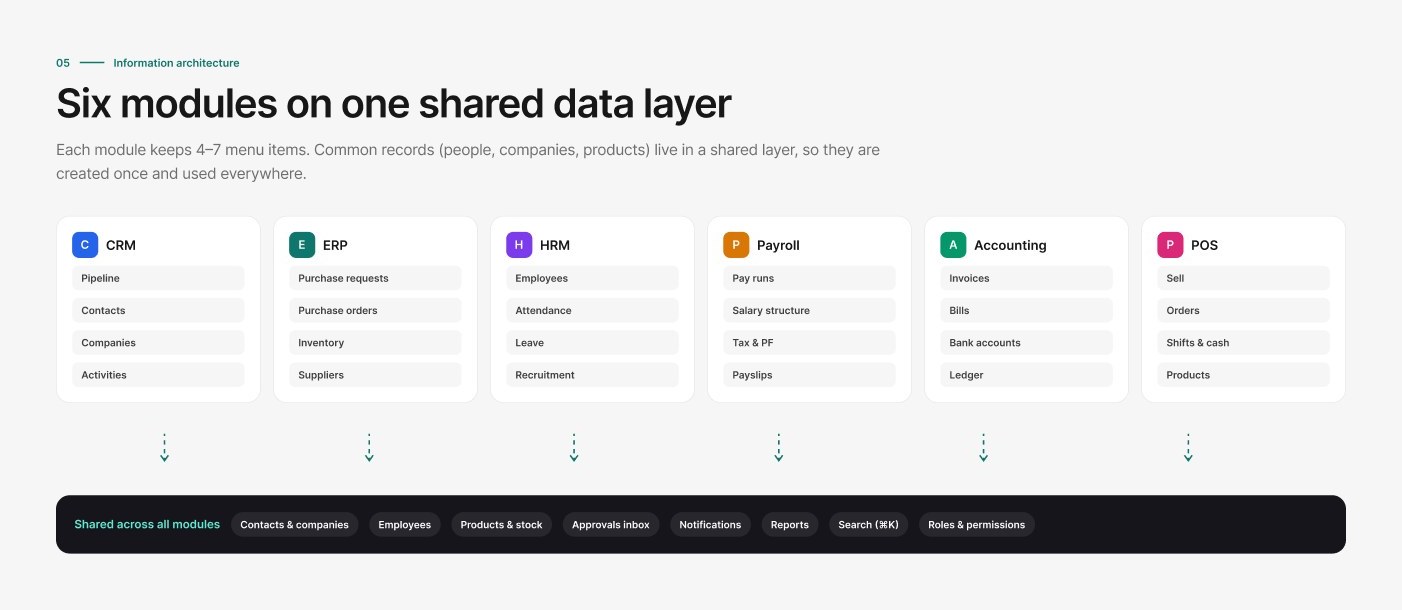 05 Information architecture
Six modules on one shared data layer
Each module keeps 4–7 menu items. Common records (people, companies, products) live in a shared layer, so they are
created once and used everywhere.
C CRM
Pipeline
Contacts
Companies
Activities
E ERP
Purchase requests
Purchase orders
Inventory
Suppliers
H HRM
Employees
Attendance
Leave
Recruitment
P Payroll
Pay runs
Salary structure
Tax & PF
Payslips
A Accounting
Invoices
Bills
Bank accounts
Ledger
P POS
Sell
Orders
Shifts & cash
Products
Shared across all modules Contacts & companies Employees Products & stock Approvals inbox Notifications Reports Search (⌘K) Roles & permissions